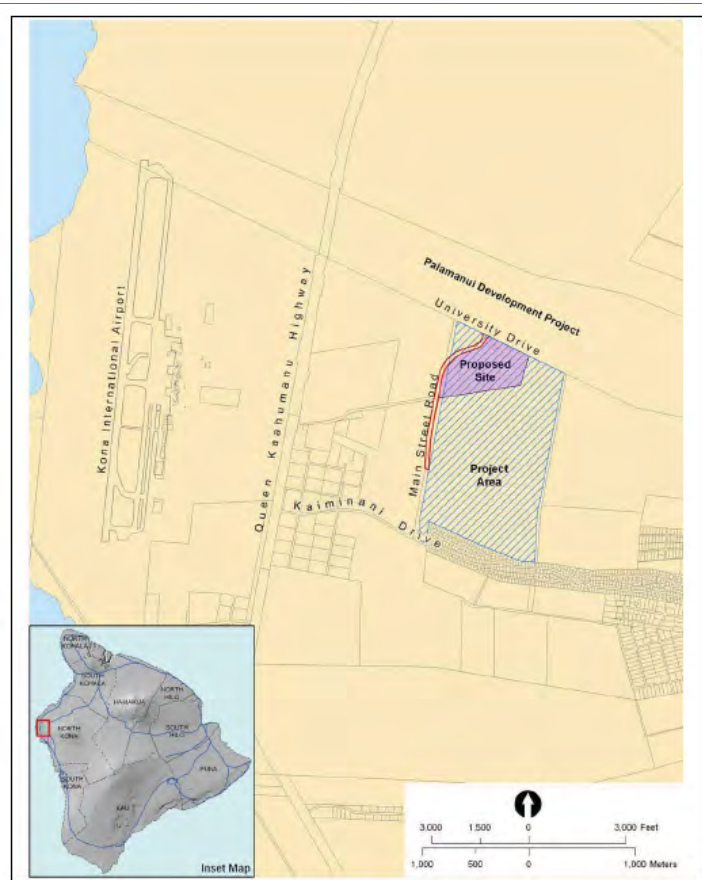 Palamanui Development Project
University Drive
Proposed
Site
Main Street Road
Project
Area
Kona International Airport
Queen Kaahumanu Highway
Kaiminani Drive
NORTH
KOHALA
SOUTH
KOHALA
HAMAKUA
NORTH
HILO
NORTH
KONA
SOUTH
HILO
SOUTH
KONA
PUNA
KAU
Inset Map
3,000 1,500 0 3,000 Feet
1,000 500 0 1,000 Meters